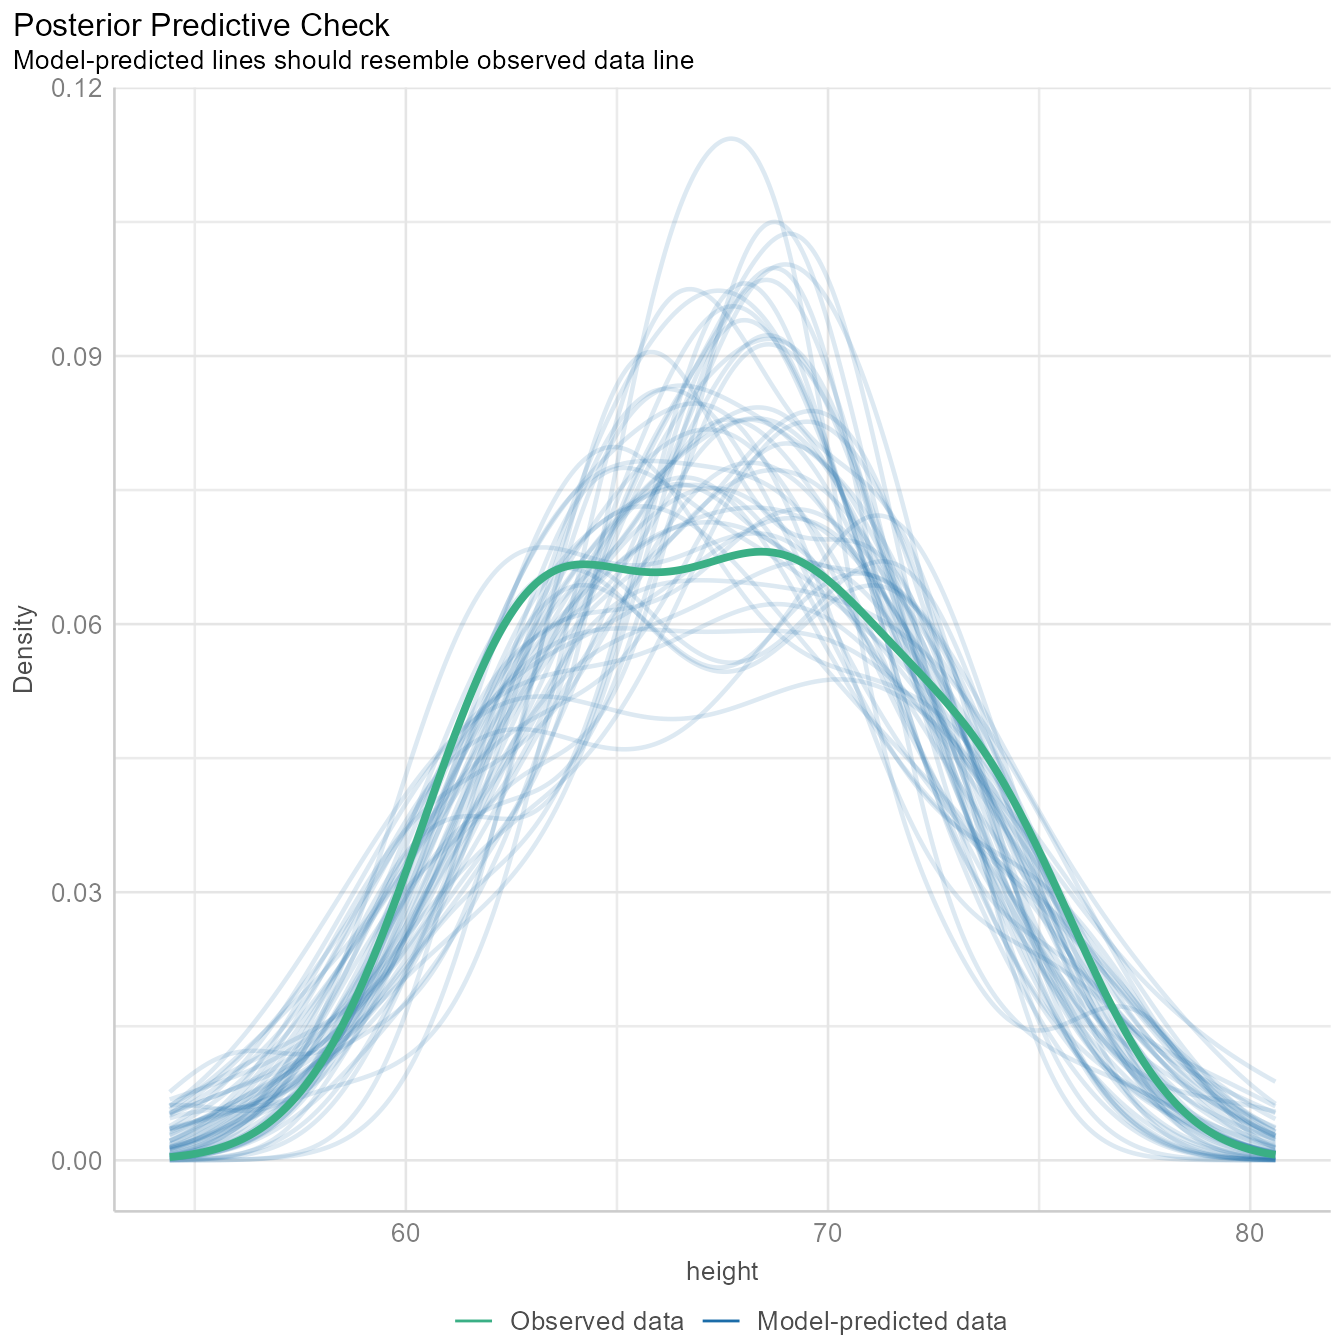 Posterior Predictive Check
Model-predicted lines should resemble observed data line
0.12
0.09
0.06
0.03
0.00
Density
60 70 80
height
Observed data Model-predicted data